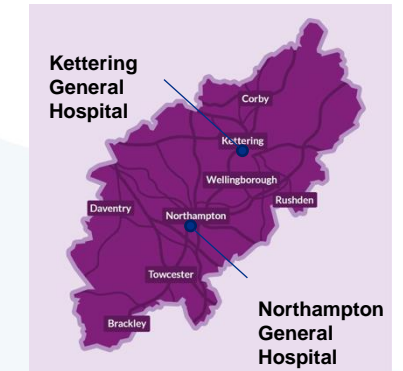 Kettering
General
Hospital
Corby
Kettering
Wellingborough
Rushden
Daventry
Northampton
Towcester
Brackley
Northampton
General
Hospital